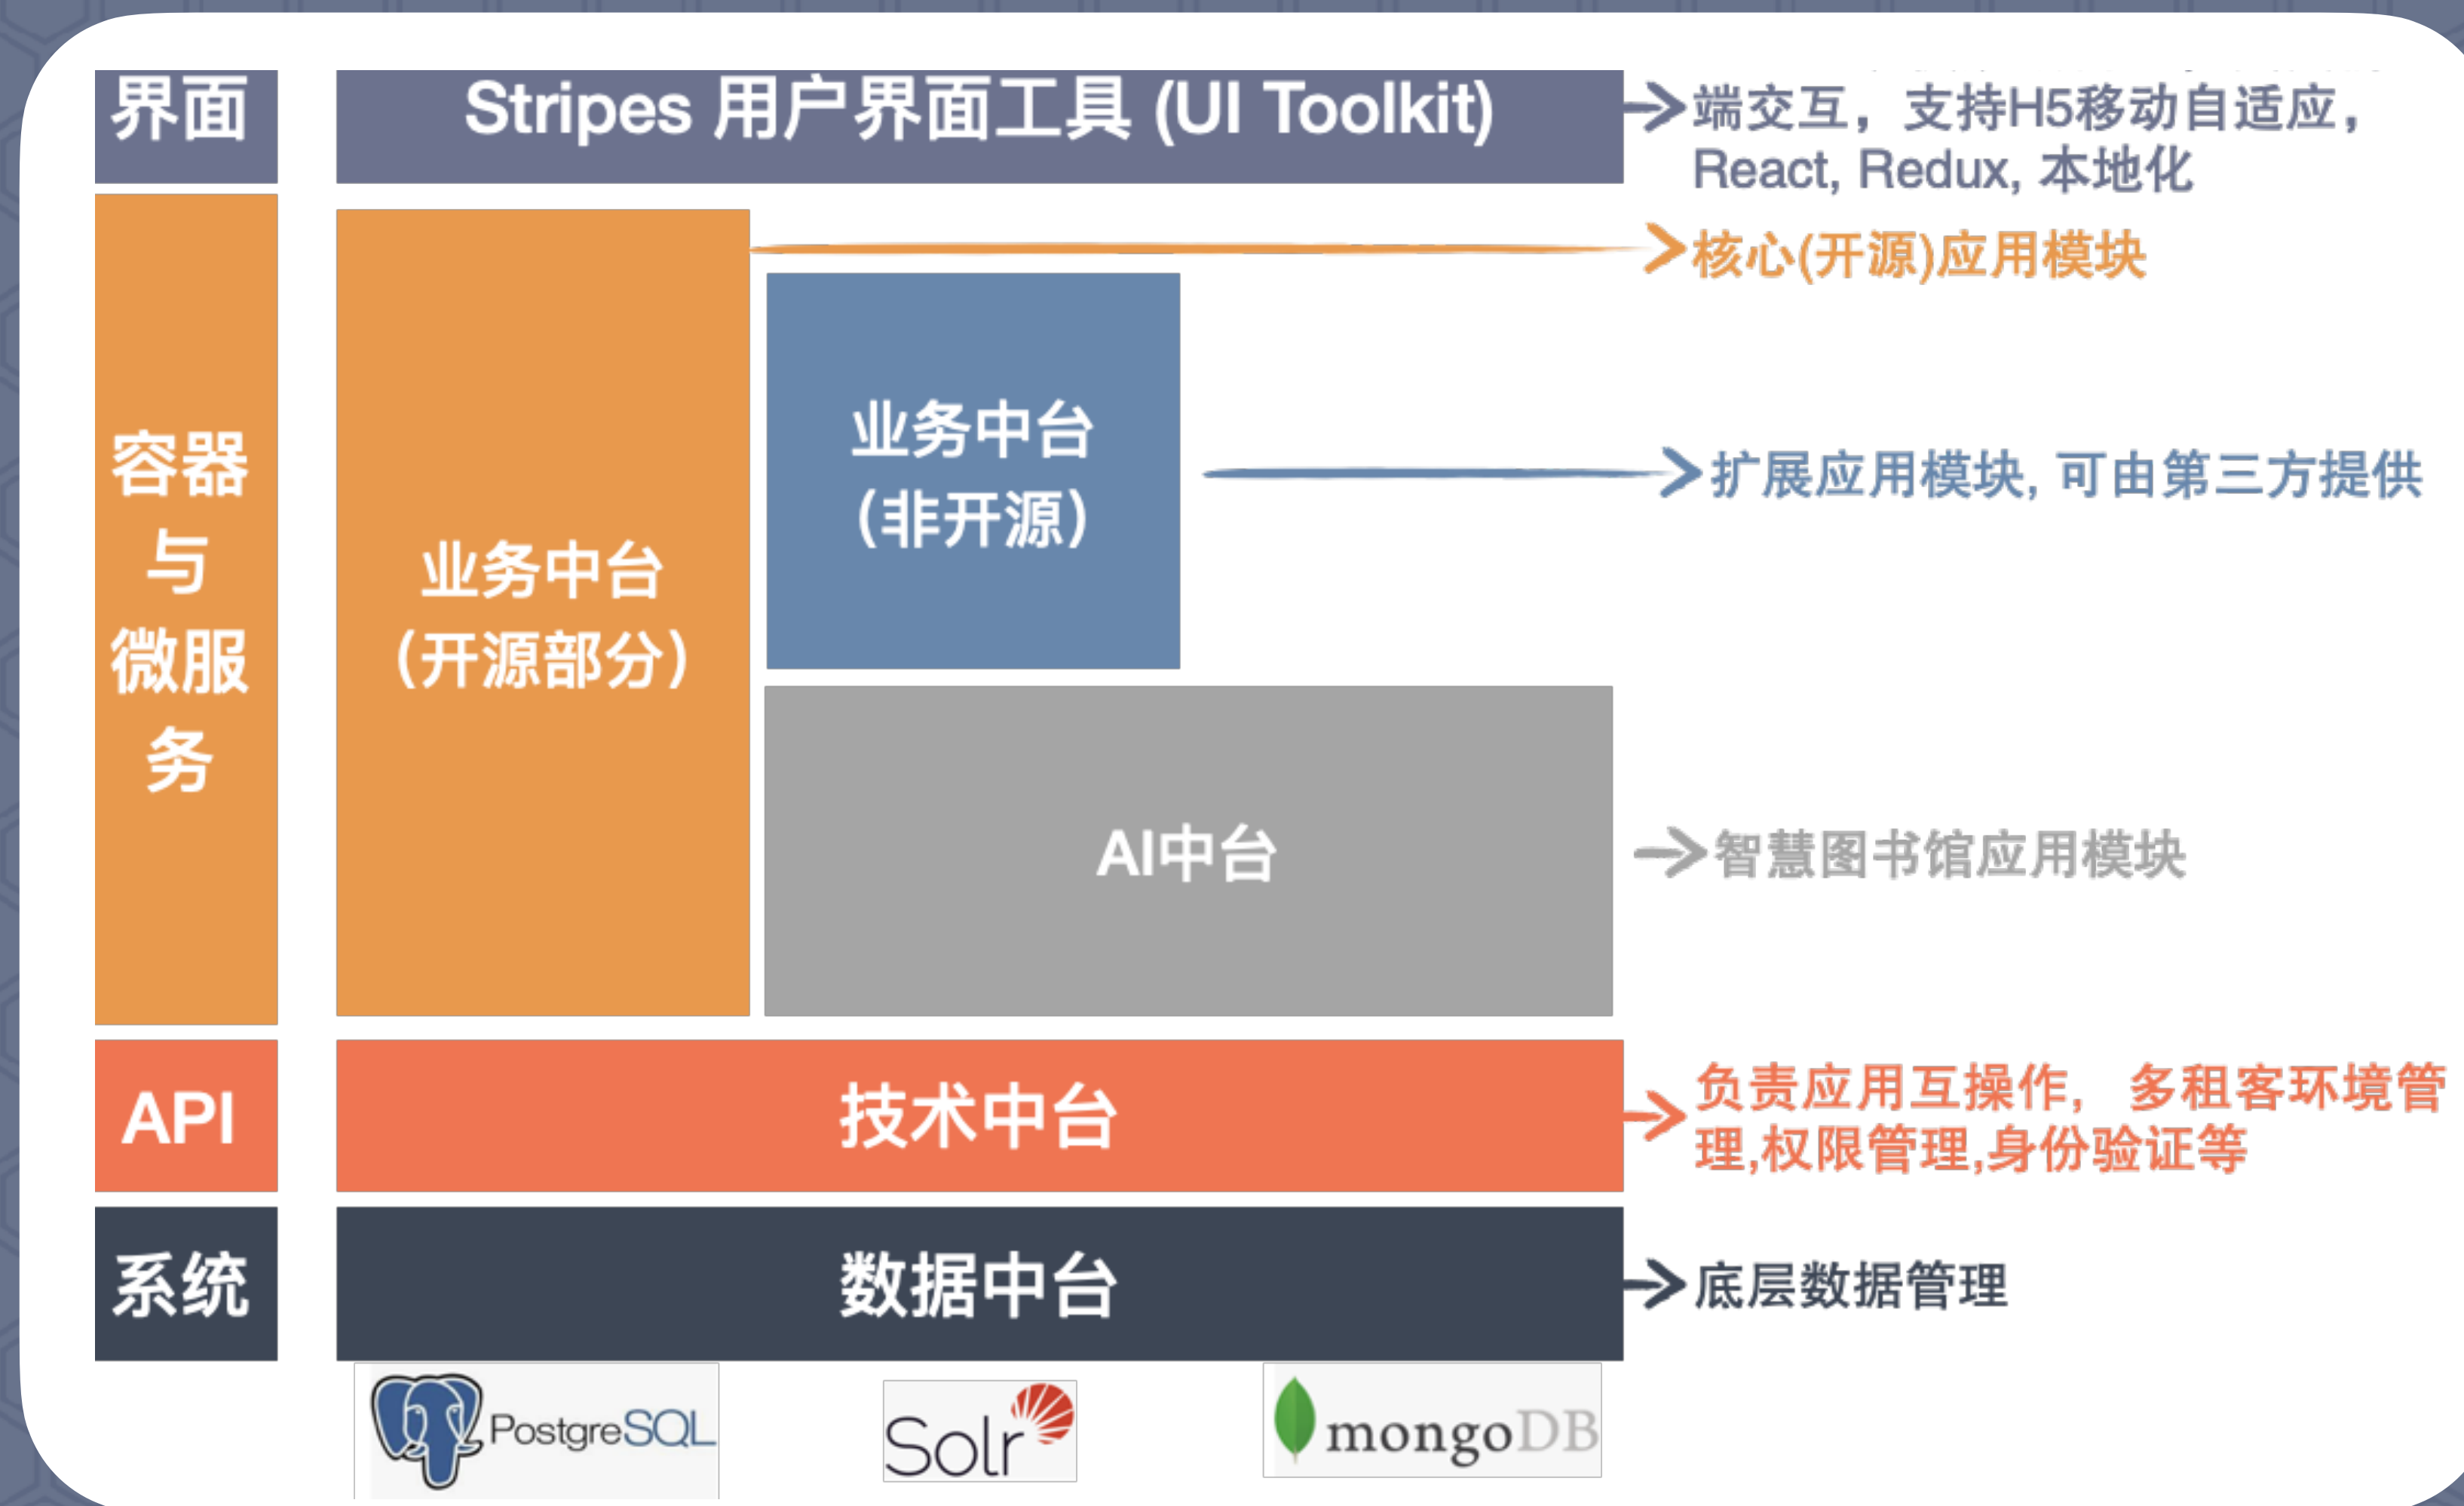 界面
Stripes 用户界面工具 (UI Toolkit)
端交互，支持H5移动自适应，
React, Redux, 本地化
容器
与
微服
务
业务中台
(开源部分)
核心(开源)应用模块
业务中台
(非开源)
扩展应用模块, 可由第三方提供
AI中台
智慧图书馆应用模块
API
技术中台
负责应用互操作, 多租客环境管
理,权限管理,身份验证等
系统
数据中台
底层数据管理
PostgreSQL
Solr
mongoDB